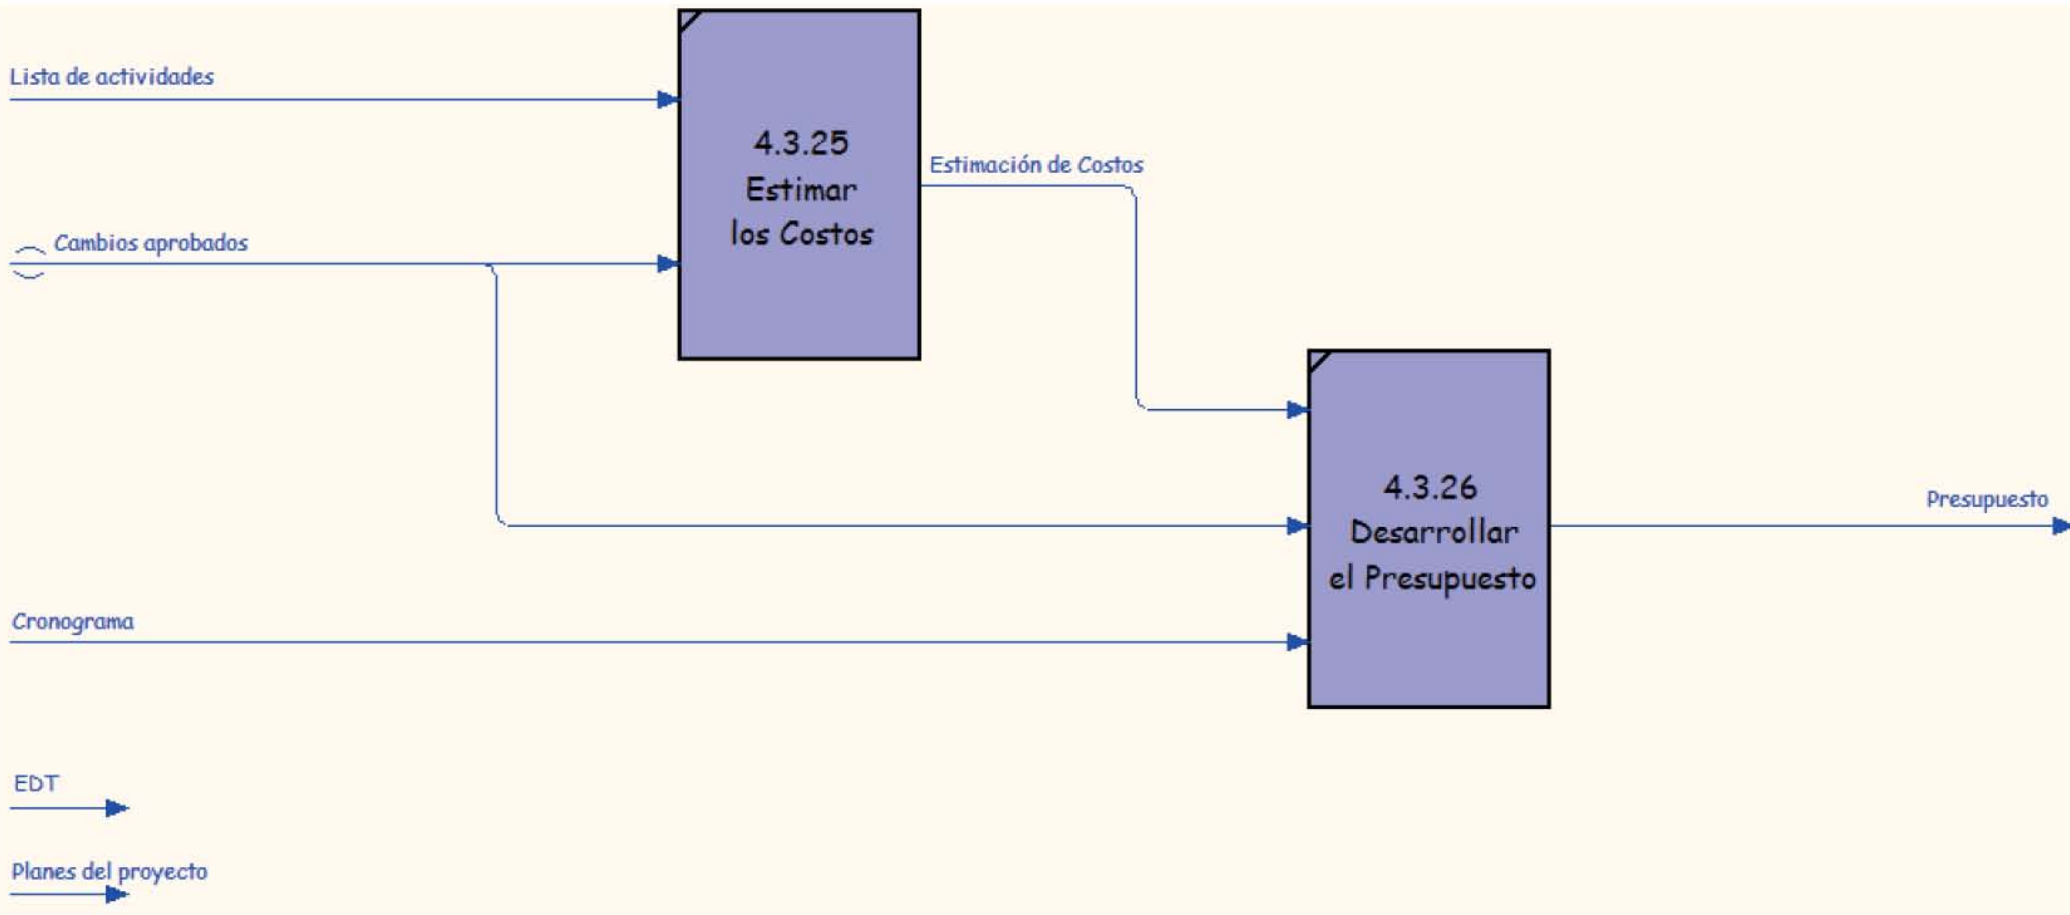 Lista de actividades
4.3.25
Estimar
los Costos
Estimación de Costos
Cambios aprobados
4.3.26
Desarrollar
el Presupuesto
Presupuesto
Cronograma
EDT
Planes del proyecto